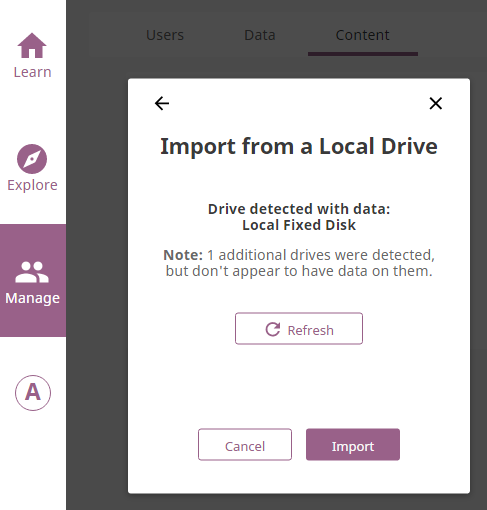 Users Data Content
Learn
Explore
Manage
A
Import from a Local Drive
Drive detected with data:
Local Fixed Disk
Note: 1 additional drives were detected,
but don't appear to have data on them.
Refresh
Cancel Import